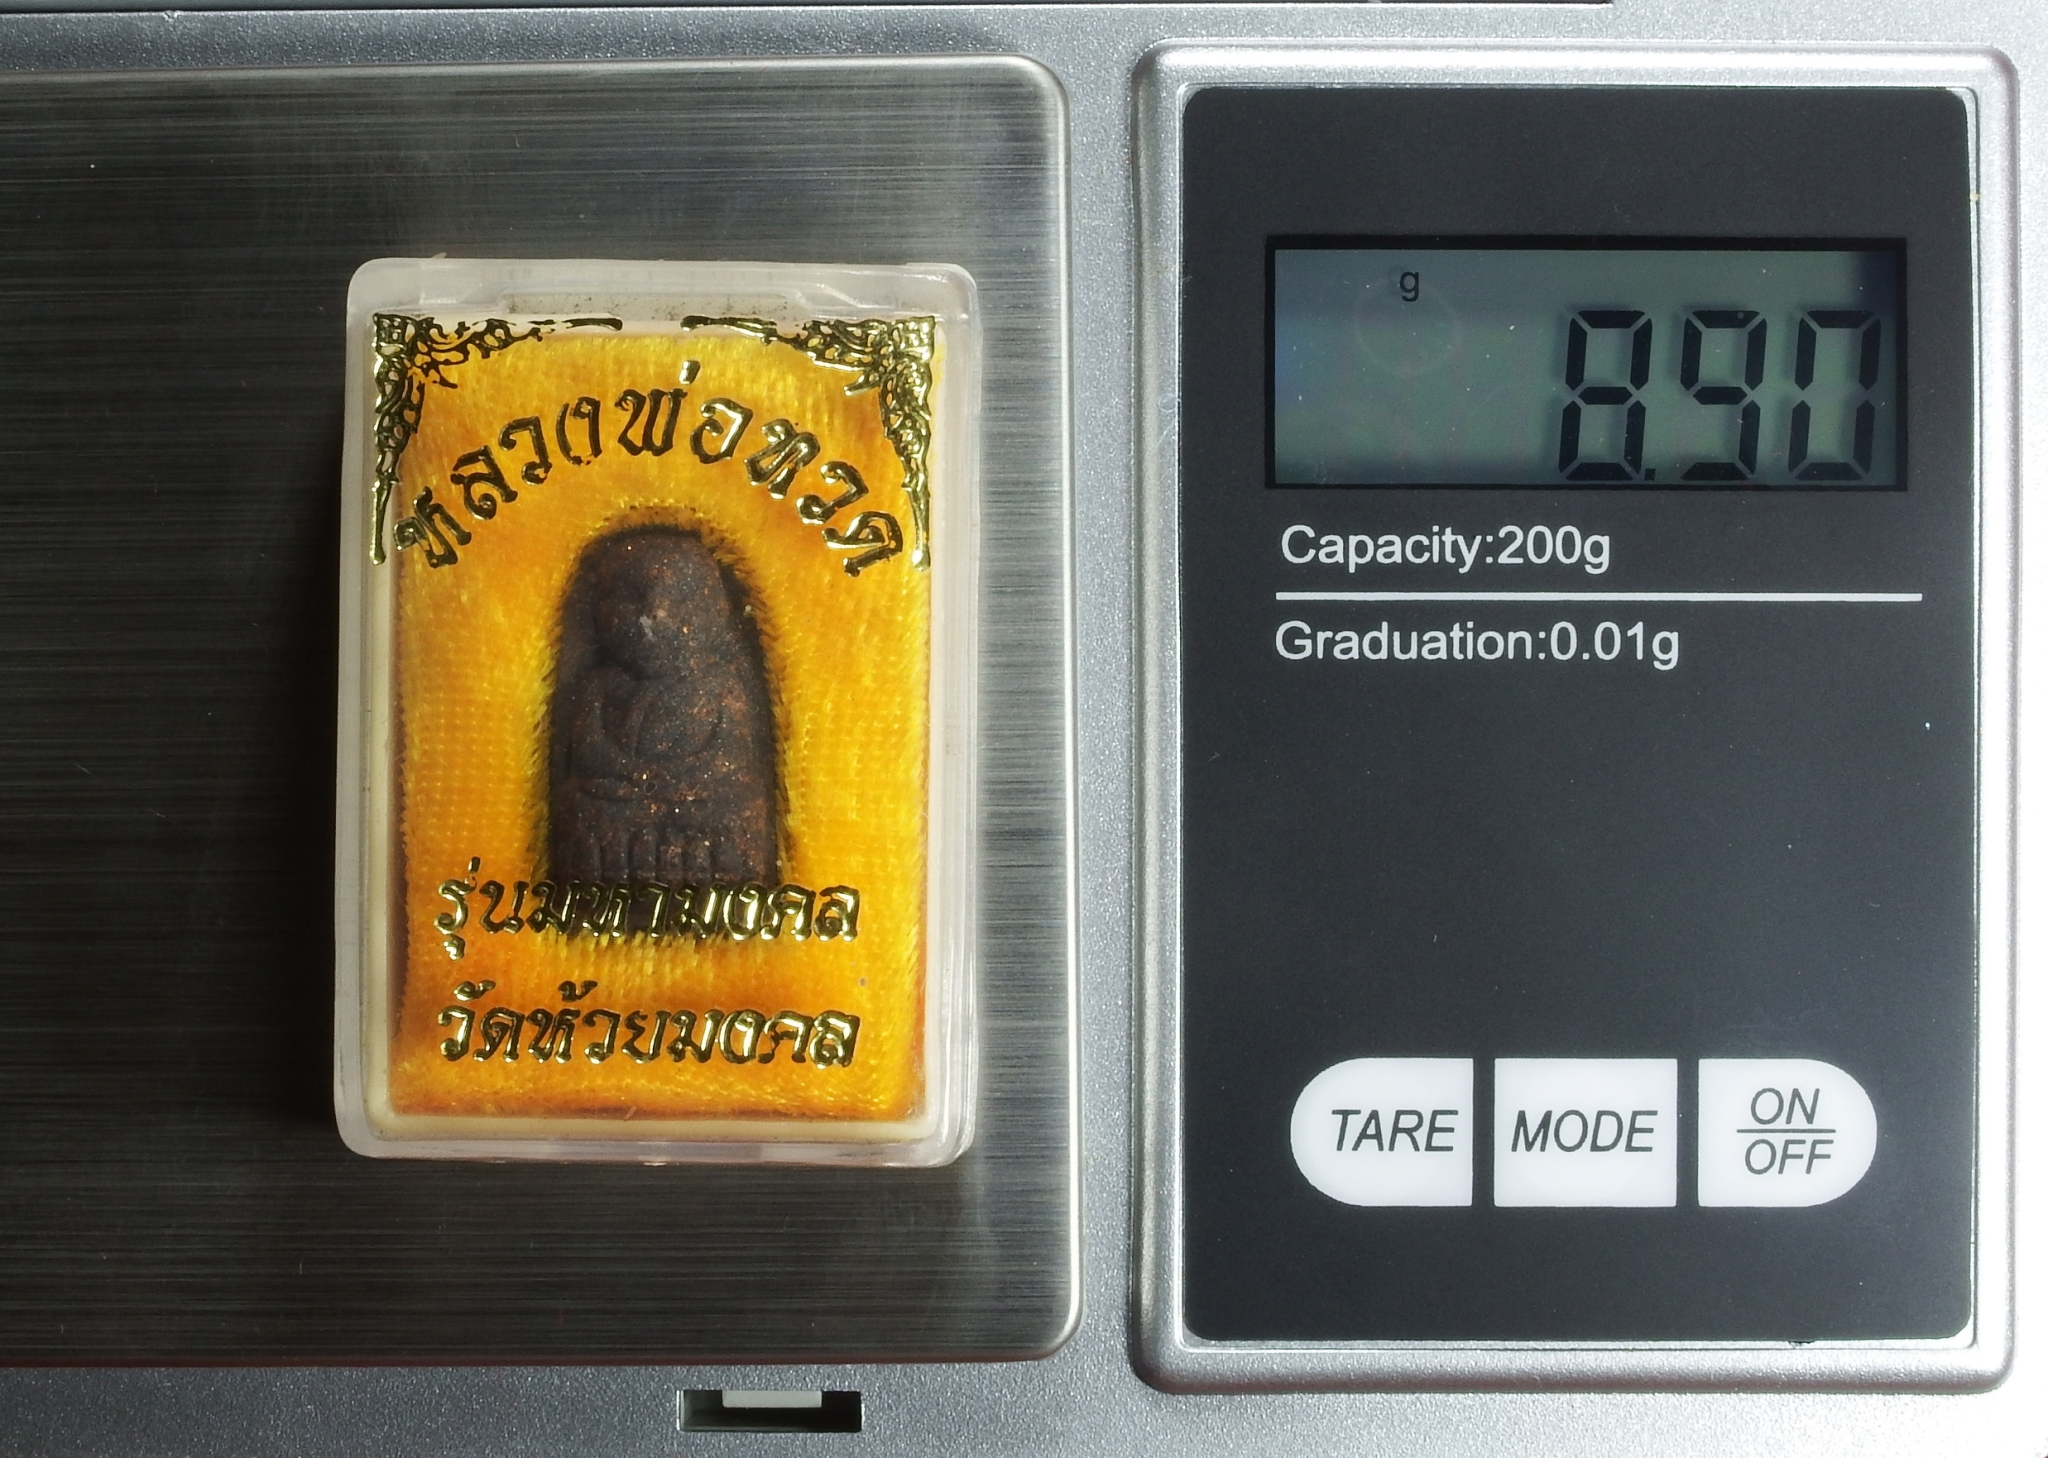 หลวงพ่อทวด
รุ่นมหามงคล
วัดห้วยมงคล
g
8.90
Capacity:200g
Graduation:0.01g
TARE
MODE
ON
OFF